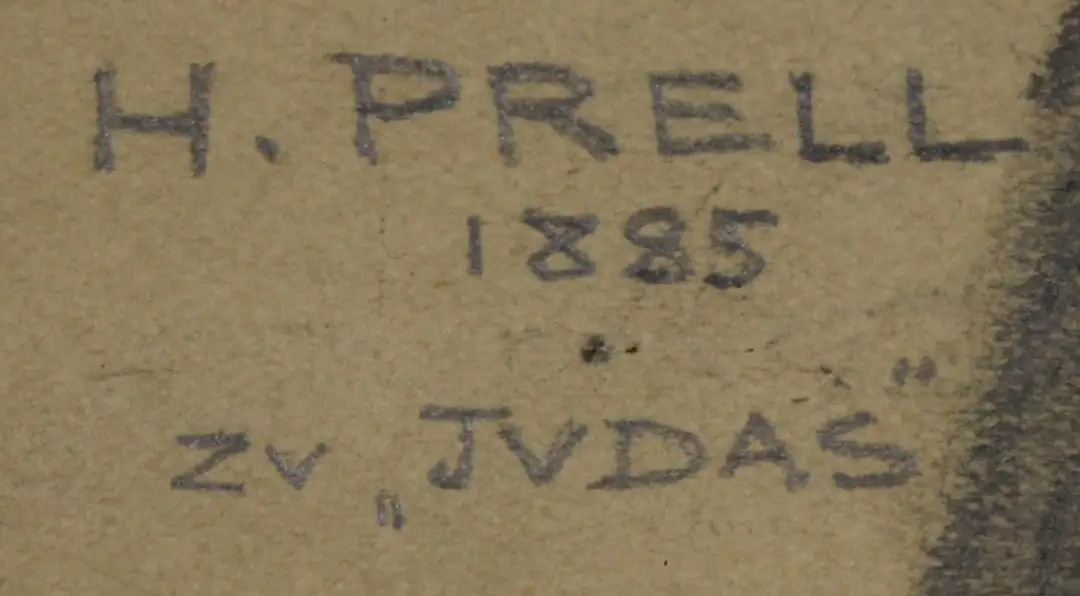 H. PRELL
1885
ZV „JVDAS"